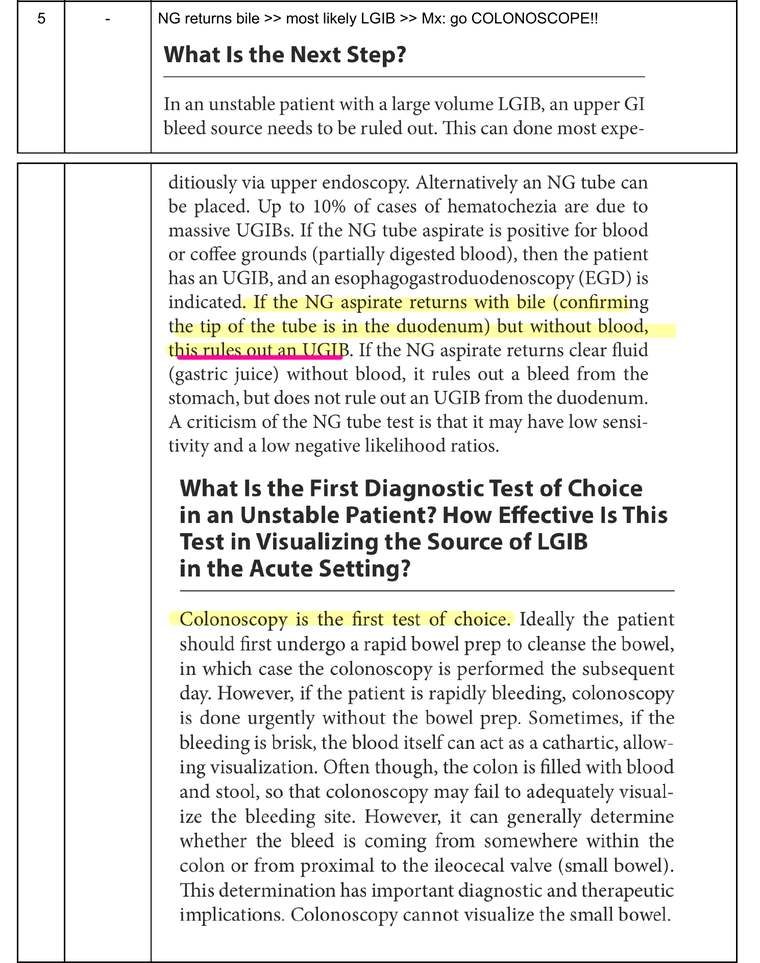 5 - NG returns bile >> most likely LGIB >> Mx: go COLONOSCOPE!!
What Is the Next Step?
In an unstable patient with a large volume LGIB, an upper GI
bleed source needs to be ruled out. This can done most expe-
ditiously via upper endoscopy. Alternatively an NG tube can
be placed. Up to 10% of cases of hematochezia are due to
massive UGIBs. If the NG tube aspirate is positive for blood
or coffee grounds (partially digested blood), then the patient
has an UGIB, and an esophagogastroduodenoscopy (EGD) is
indicated. If the NG aspirate returns with bile (confirming
the tip of the tube is in the duodenum) but without blood,
this rules out an UGIB. If the NG aspirate returns clear fluid
(gastric juice) without blood, it rules out a bleed from the
stomach, but does not rule out an UGIB from the duodenum.
A criticism of the NG tube test is that it may have low sensi-
tivity and a low negative likelihood ratios.
What Is the First Diagnostic Test of Choice
in an Unstable Patient? How Effective Is This
Test in Visualizing the Source of LGIB
in the Acute Setting?
Colonoscopy is the first test of choice. Ideally the patient
should first undergo a rapid bowel prep to cleanse the bowel,
in which case the colonoscopy is performed the subsequent
day. However, if the patient is rapidly bleeding, colonoscopy
is done urgently without the bowel prep. Sometimes, if the
bleeding is brisk, the blood itself can act as a cathartic, allow-
ing visualization. Often though, the colon is filled with blood
and stool, so that colonoscopy may fail to adequately visual-
ize the bleeding site. However, it can generally determine
whether the bleed is coming from somewhere within the
colon or from proximal to the ileocecal valve (small bowel).
This determination has important diagnostic and therapeutic
implications. Colonoscopy cannot visualize the small bowel.